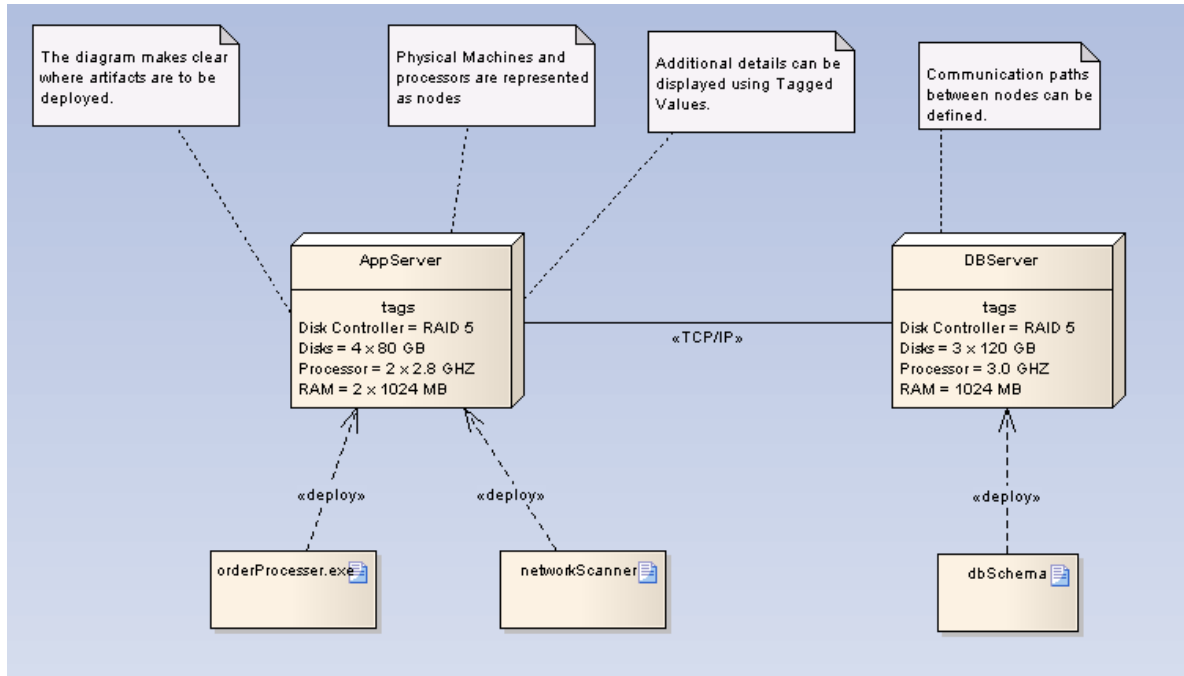 The diagram makes clear
where artifacts are to be
deployed.
Physical Machines and
processors are represented
as nodes
Additional details can be
displayed using Tagged
Values.
Communication paths
between nodes can be
defined.
AppServer
tags
Disk Controller = RAID 5
Disks = 4 x 80 GB
Processor = 2 x 2.8 GHZ
RAM = 2 x 1024 MB
«TCP/IP»
DBServer
tags
Disk Controller = RAID 5
Disks = 3 x 120 GB
Processor = 3.0 GHZ
RAM = 1024 MB
«deploy»
«deploy»
«deploy»
orderProcesser.exe
networkScanner
dbSchema